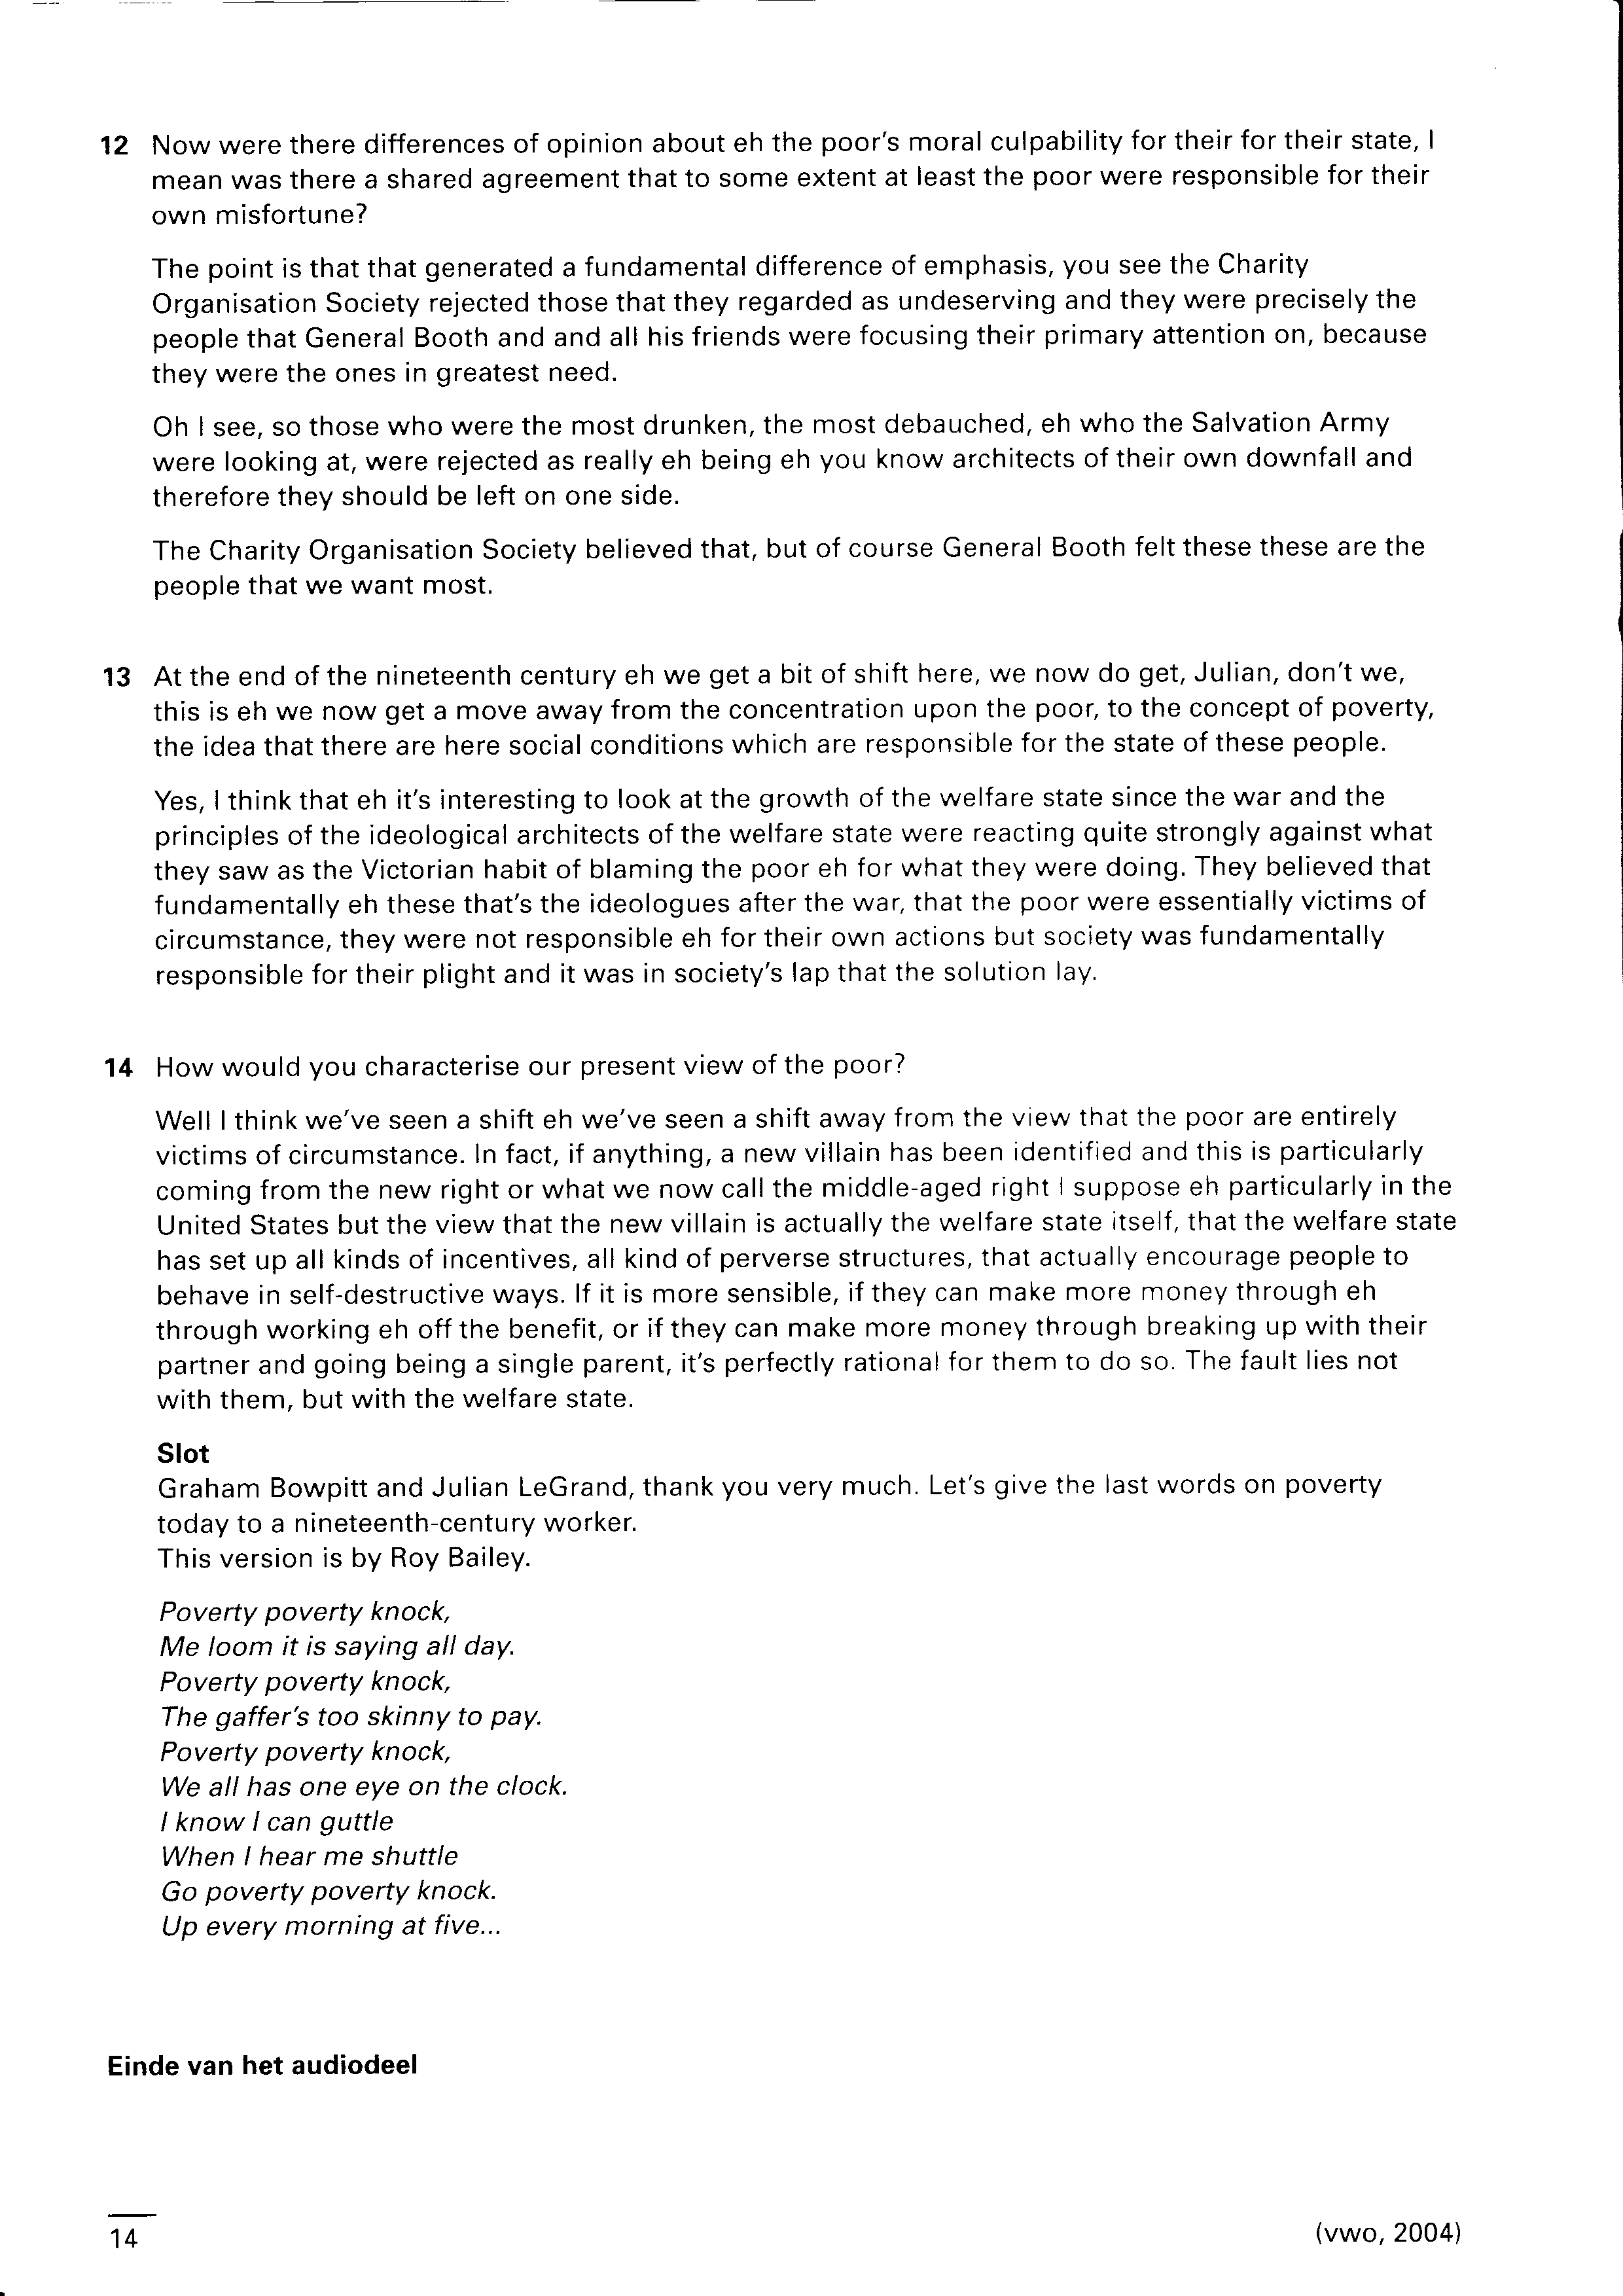 12 Now were there differences of opinion about eh the poor's moral culpability for their for their state, I
mean was there a shared agreement that to some extent at least the poor were responsible for their
own misfortune?
The point is that that generated a fundamental difference of emphasis, you see the Charity
Organisation Society rejected those that they regarded as undeserving and they were precisely the
people that General Booth and and all his friends were focusing their primary attention on, because
they were the ones in greatest need.
Oh I see, so those who were the most drunken, the most debauched, eh who the Salvation Army
were looking at, were rejected as really eh being eh you know architects of their own downfall and
therefore they should be left on one side.
The Charity Organisation Society believed that, but of course General Booth felt these these are the
people that we want most.
13 At the end of the nineteenth century eh we get a bit of shift here, we now do get, Julian, don't we,
this is eh we now get a move away from the concentration upon the poor, to the concept of poverty,
the idea that there are here social conditions which are responsible for the state of these people.
Yes, I think that eh it's interesting to look at the growth of the welfare state since the war and the
principles of the ideological architects of the welfare state were reacting quite strongly against what
they saw as the Victorian habit of blaming the poor eh for what they were doing. They believed that
fundamentally eh these that's the ideologues after the war, that the poor were essentially victims of
circumstance, they were not responsible eh for their own actions but society was fundamentally
responsible for their plight and it was in society's lap that the solution lay.
14 How would you characterise our present view of the poor?
Well I think we've seen a shift eh we've seen a shift away from the view that the poor are entirely
victims of circumstance. In fact, if anything, a new villain has been identified and this is particularly
coming from the new right or what we now call the middle-aged right I suppose eh particularly in the
United States but the view that the new villain is actually the welfare state itself, that the welfare state
has set up all kinds of incentives, all kind of perverse structures, that actually encourage people to
behave in self-destructive ways. If it is more sensible, if they can make more money through eh
through working eh off the benefit, or if they can make more money through breaking up with their
partner and going being a single parent, it's perfectly rational for them to do so. The fault lies not
with them, but with the welfare state.
Slot
Graham Bowpitt and Julian LeGrand, thank you very much. Let's give the last words on poverty
today to a nineteenth-century worker.
This version is by Roy Bailey.
Poverty poverty knock,
Me loom it is saying all day.
Poverty poverty knock,
The gaffer's too skinny to pay.
Poverty poverty knock,
We all has one eye on the clock.
I know I can guttle
When I hear me shuttle
Go poverty poverty knock.
Up every morning at five...
Einde van het audiodeel
14 (vwo, 2004)